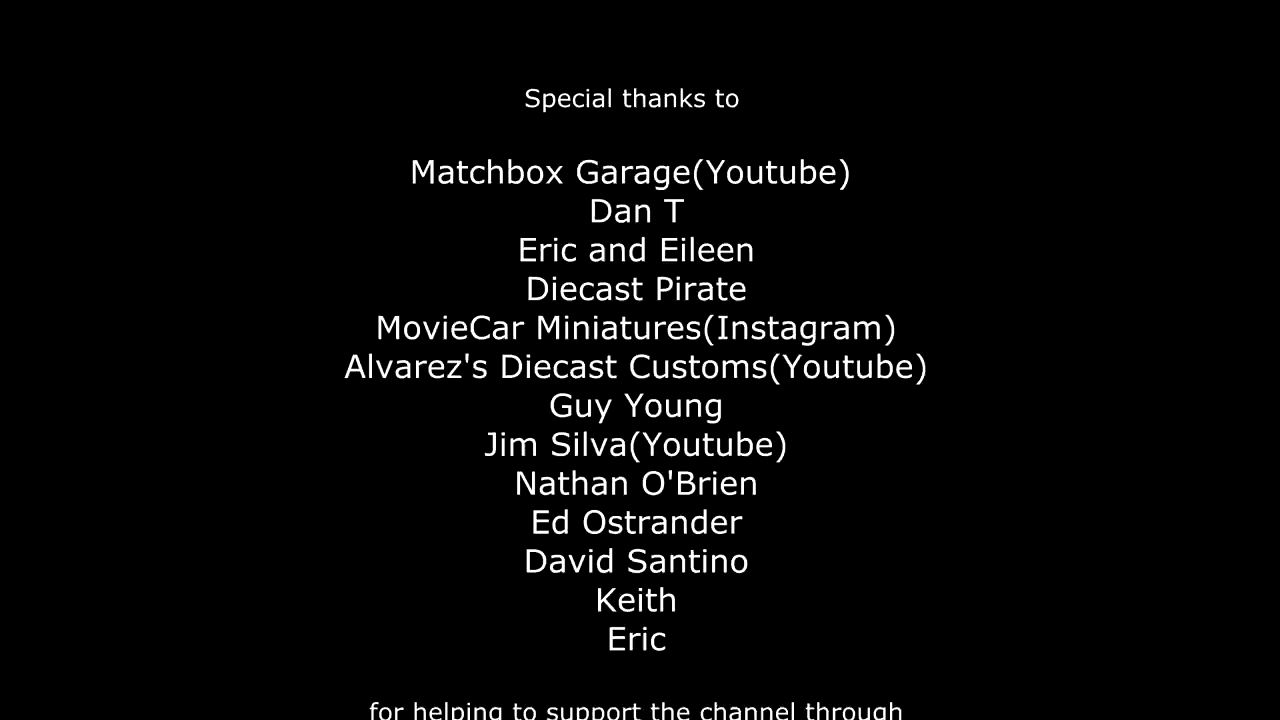 Special thanks to
Matchbox Garage(Youtube)
Dan T
Eric and Eileen
Diecast Pirate
MovieCar Miniatures(Instagram)
Alvarez's Diecast Customs(Youtube)
Guy Young
Jim Silva(Youtube)
Nathan O'Brien
Ed Ostrander
David Santino
Keith
Eric
for helping to support the channel through